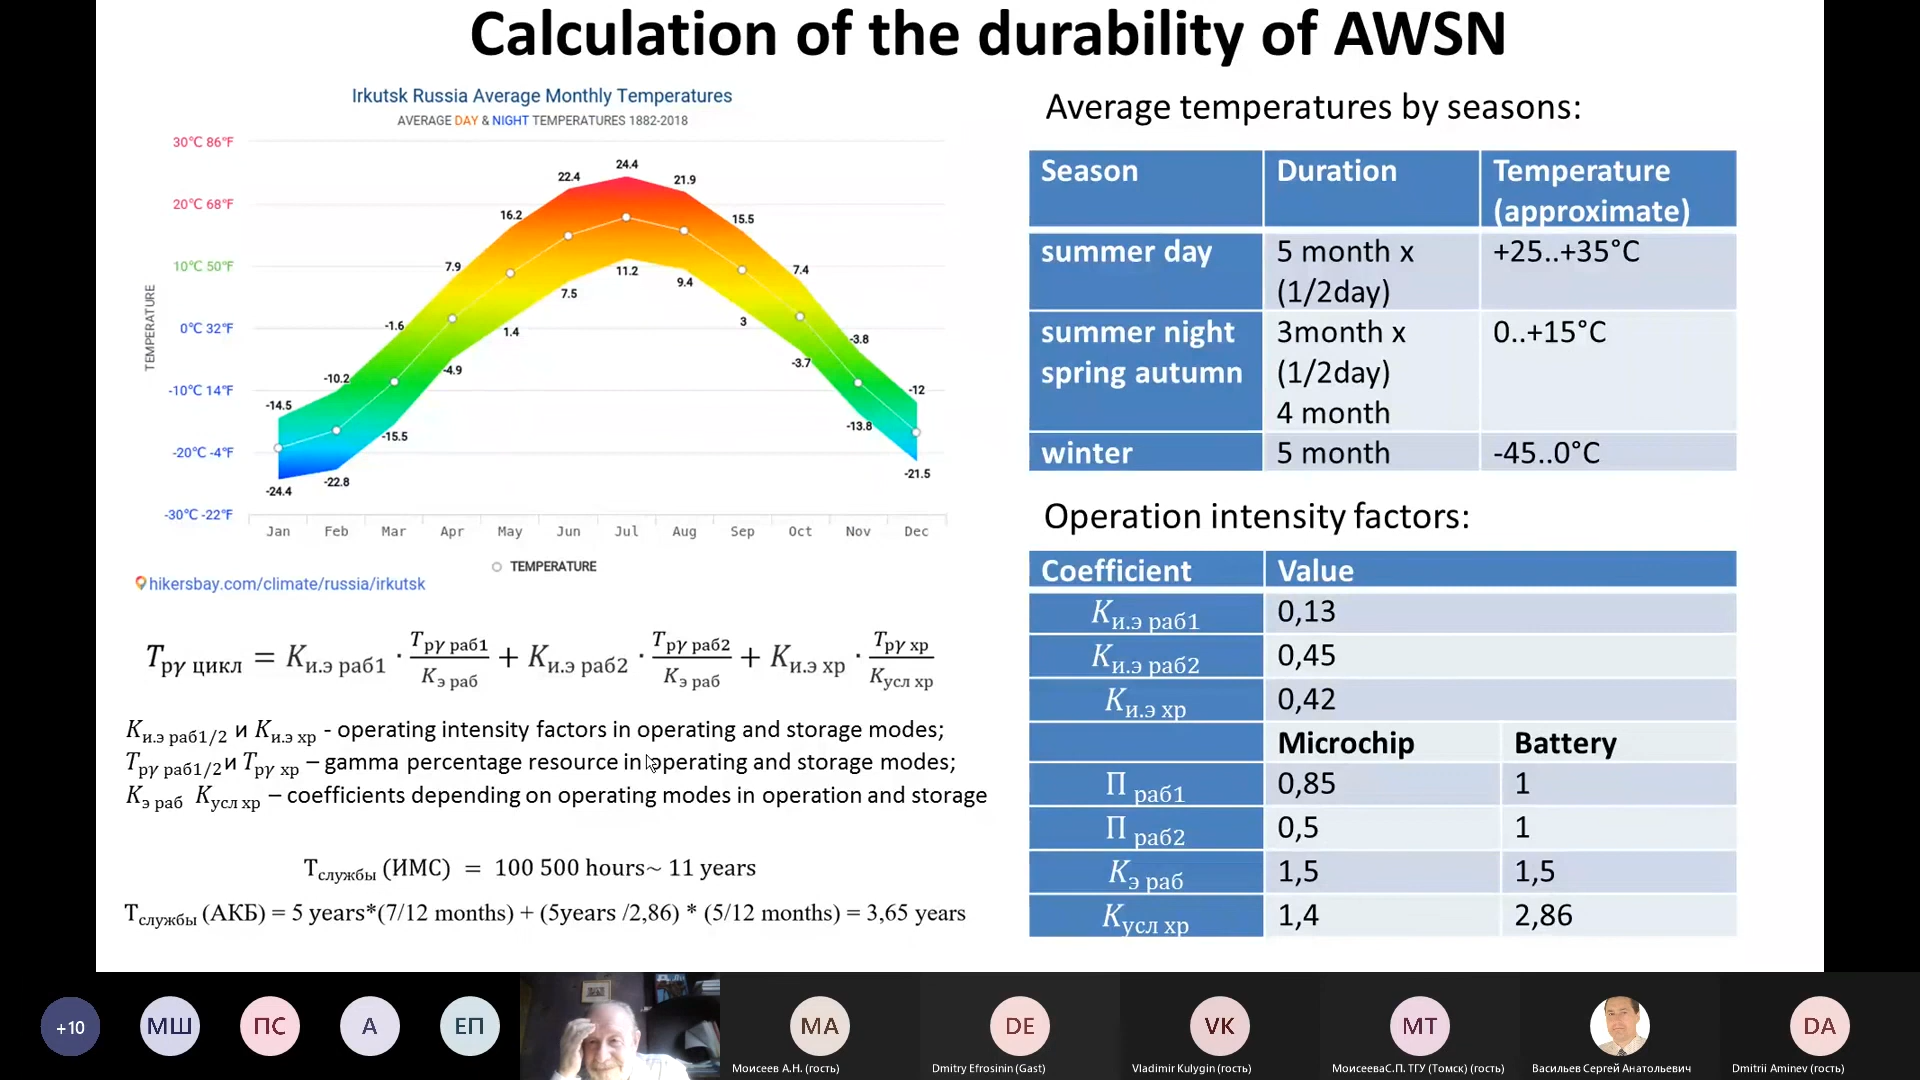 Calculation of the durability of AWSN
Irkutsk Russia Average Monthly Temperatures
AVERAGE DAY & NIGHT TEMPERATURES 1882-2018
30°C 86°F
20°C 68°F
10°C 50°F
0°C 32°F
-10°C 14°F
-20°C -4°F
-30°C -22°F
TEMPERATURE
-14.5
-10.2
-1.6
7.9
16.2
22.4
24.4
21.9
15.5
7.4
-3.8
-12
-24.4
-22.8
-15.5
-4.9
1.4
7.5
11.2
9.4
3
-3.7
-13.8
-21.5
Jan Feb Mar Apr May Jun Jul Aug Sep Oct Nov Dec
TEMPERATURE
hikersbay.com/climate/russia/irkutsk
Tрγ цикл = Kи.э раб1 · Tрγ раб1/Kэ раб + Kи.э раб2 · Tрγ раб2/Kэ раб + Kи.э хр · Tрγ хр/Kусл хр
Kи.э раб1/2 и Kи.э хр - operating intensity factors in operating and storage modes;
Tрγ раб1/2 и Tрγ хр – gamma percentage resource in operating and storage modes;
Kэ раб Kусл хр – coefficients depending on operating modes in operation and storage
Tслужбы (ИМС) = 100 500 hours~ 11 years
Tслужбы (АКБ) = 5 years*(7/12 months) + (5years /2,86) * (5/12 months) = 3,65 years
Average temperatures by seasons:
Season Duration Temperature
(approximate)
summer day 5 month x +25..+35°C
(1/2day)
summer night 3month x 0..+15°C
spring autumn (1/2day)
4 month
winter 5 month -45..0°C
Operation intensity factors:
Coefficient Value
Kи.э раб1 0,13
Kи.э раб2 0,45
Kи.э хр 0,42
Microchip Battery
П раб1 0,85 1
П раб2 0,5 1
Kэ раб 1,5 1,5
Kусл хр 1,4 2,86
+10 МШ ПС А ЕП МА DE VK МТ DA
Моисеев А.Н. (гость) Dmitry Efrosinin (Gast) Vladimir Kulygin (гость) МоисееваС.П. ТГУ (Томск) (гость) Васильев Сергей Анатольевич Dmitrii Aminev (гость)